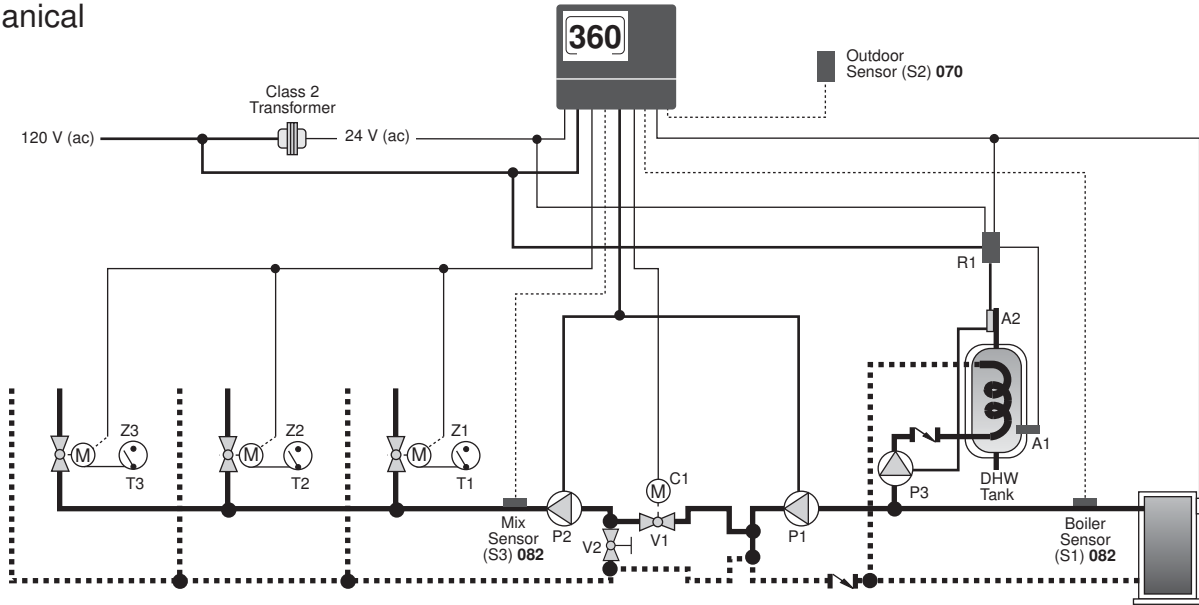 anical
360
Outdoor
Sensor (S2) 070
Class 2
Transformer
120 V (ac)
24 V (ac)
R1
A2
Z3
Z2
Z1
M
M
M
T3
T2
T1
A1
M
C1
P3
DHW
Tank
Mix
Sensor
(S3) 082
P2
V2
V1
P1
Boiler
Sensor
(S1) 082